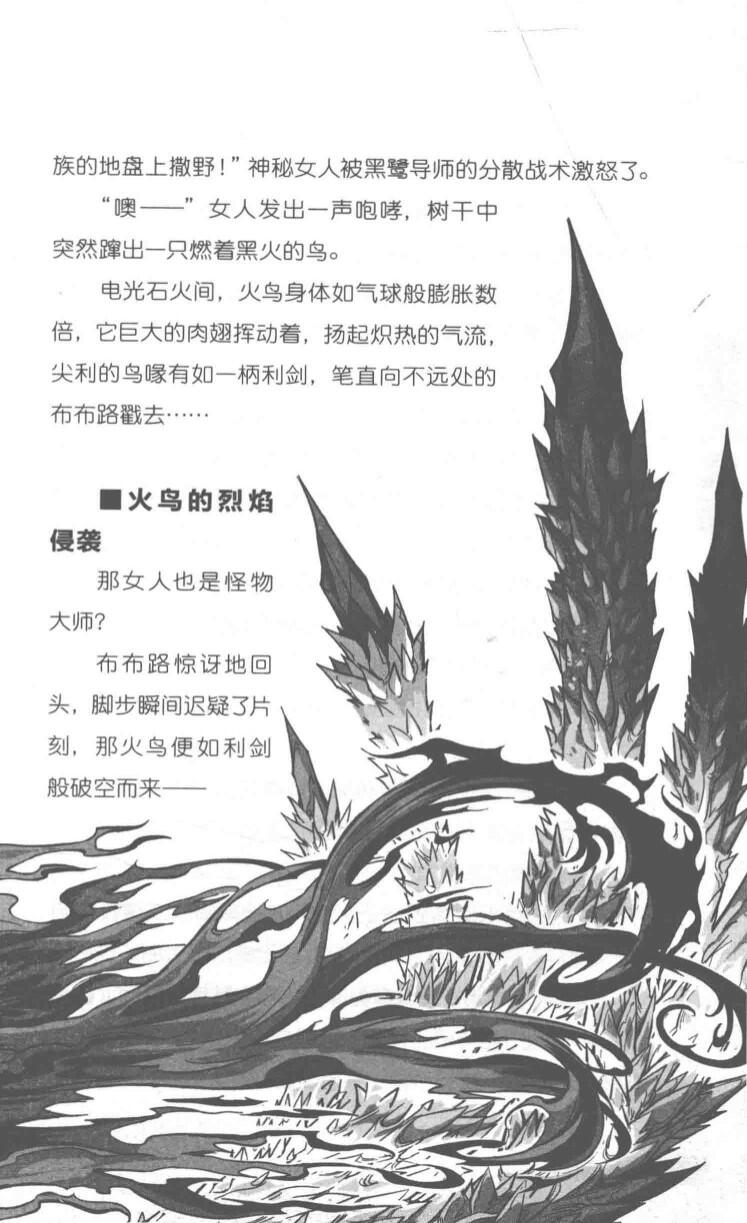 族的地盘上撒野!”神秘女人被黑鹭导师的分散战术激怒了。
“噢——”女人发出一声咆哮，树干中
突然蹿出一只燃着黑火的鸟。
电光石火间，火鸟身体如气球般膨胀数
倍，它巨大的肉翅挥动着，扬起炽热的气流，
尖利的鸟喙有如一柄利剑，笔直向不远处的
布布路戳去……
■火鸟的烈焰
侵袭
那女人也是怪物
大师?
布布路惊讶地回
头，脚步瞬间迟疑了片
刻，那火鸟便如利剑
般破空而来——